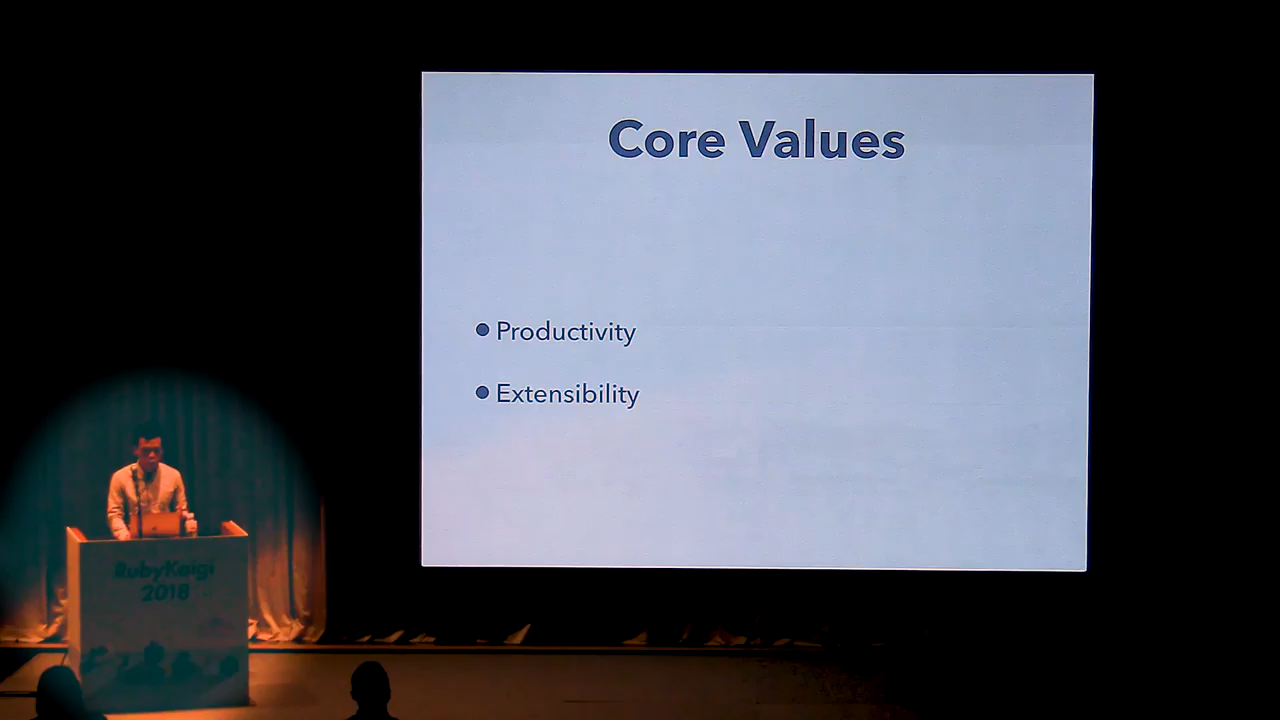 Core Values
Productivity
Extensibility
RubyKaigi
2018